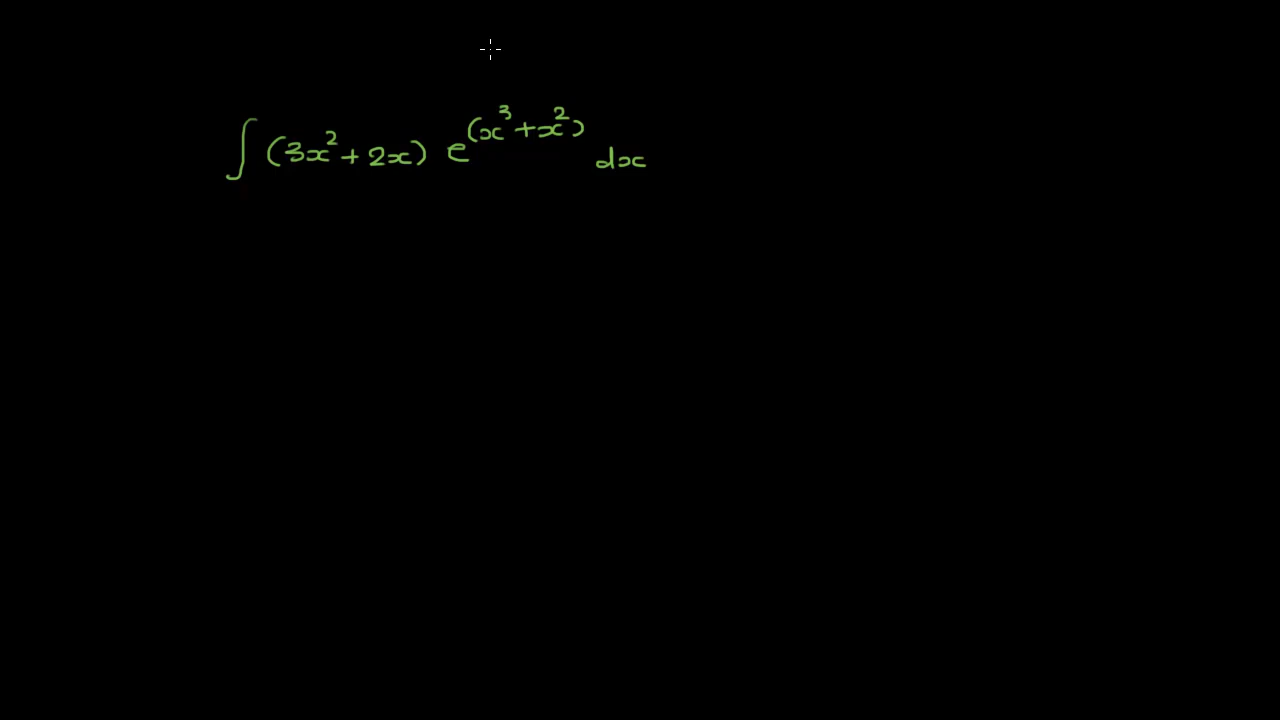 ∫ (3x² + 2x) e^(x³ + x²) dx